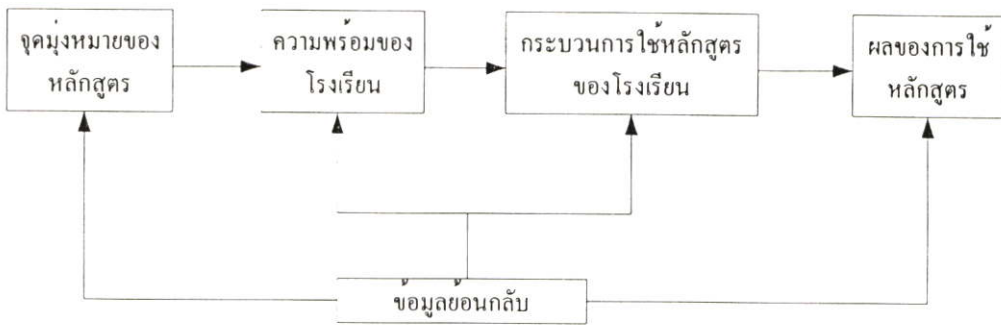 จุดมุ่งหมายของ
หลักสูตร
ความพร้อมของ
โรงเรียน
กระบวนการใช้หลักสูตร
ของโรงเรียน
ผลของการใช้
หลักสูตร
ข้อมูลย้อนกลับ